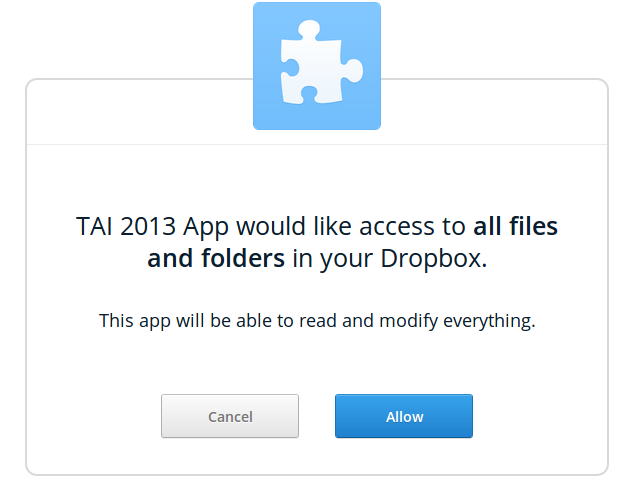 TAI 2013 App would like access to all files
and folders in your Dropbox.
This app will be able to read and modify everything.
Cancel
Allow